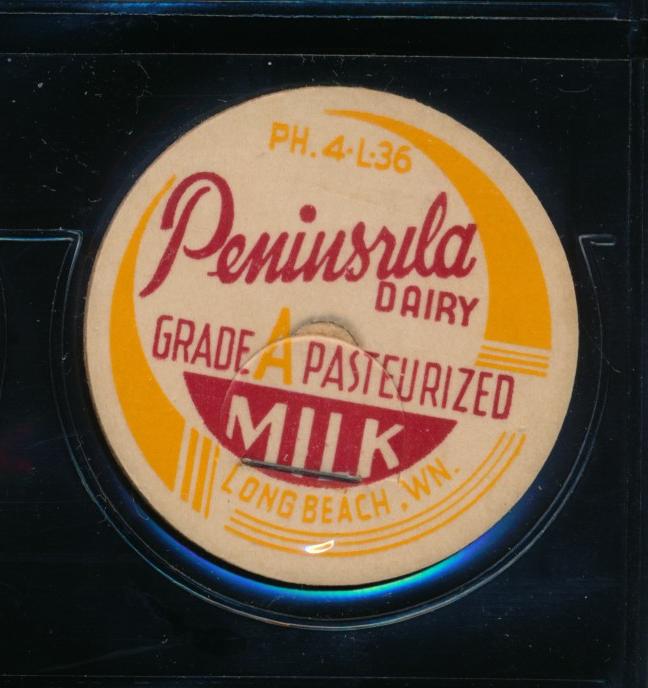 PH. 4·L·36
Peninsula
DAIRY
GRADE A PASTEURIZED
MILK
LONG BEACH, WN.